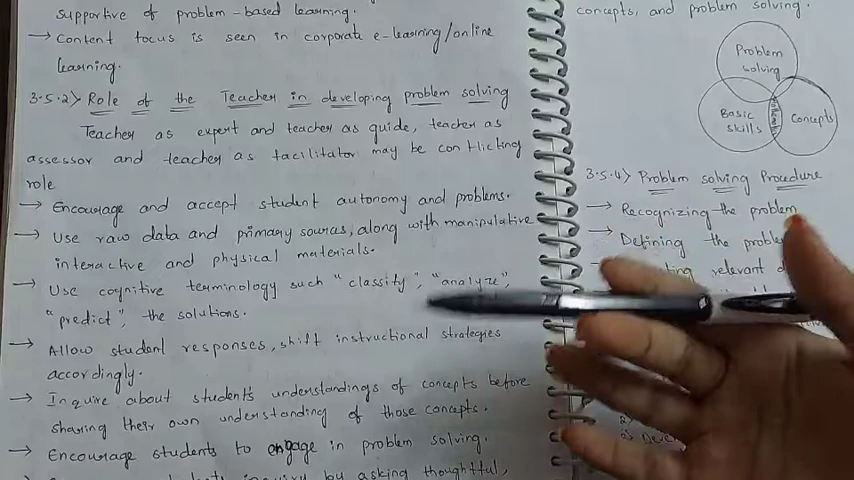 supportive of problem-based learning.
→ Content focus is seen in corporate e-learning/online
learning.
3.5.2> Role of the Teacher in developing problem solving
Teacher as expert and teacher as guide, teacher as
assessor and teacher as facilitator may be conflicting
role
→ Encourage and accept student autonomy and problems.
→ Use raw data and primary sources, along with manipulative
interactive and physical materials.
→ Use cognitive terminology such "classify", "analyze",
"predict", the solutions.
→ Allow student responses, shift instructional strategies
accordingly.
→ Inquire about student's understandings of concepts before
sharing their own understanding of those concepts.
→ Encourage students to engage in problem solving.
by asking thoughtful,
concepts, and problem solving.
Problem
solving
Basic
skills
Concepts
3.5.4> Problem solving Procedure
→ Recognizing the problem
→ Defining the
relevant